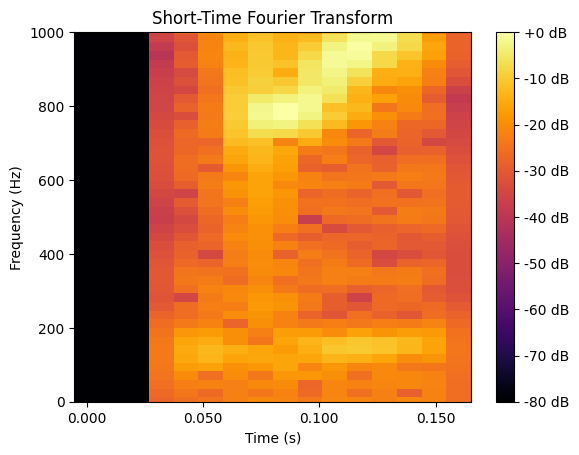 Short-Time Fourier Transform
1000
800
600
400
200
0
Frequency (Hz)
0.000
0.050
0.100
0.150
Time (s)
+0 dB
-10 dB
-20 dB
-30 dB
-40 dB
-50 dB
-60 dB
-70 dB
-80 dB